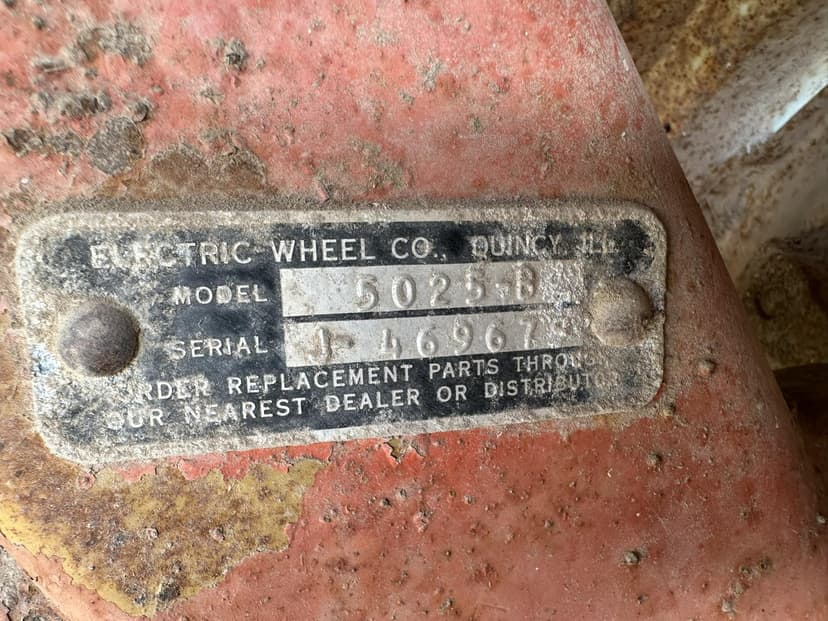 ELECTRIC WHEEL CO., QUINCY, ILL.
MODEL 5025-B
SERIAL J-46967
ORDER REPLACEMENT PARTS THROUGH
OUR NEAREST DEALER OR DISTRIBUTOR